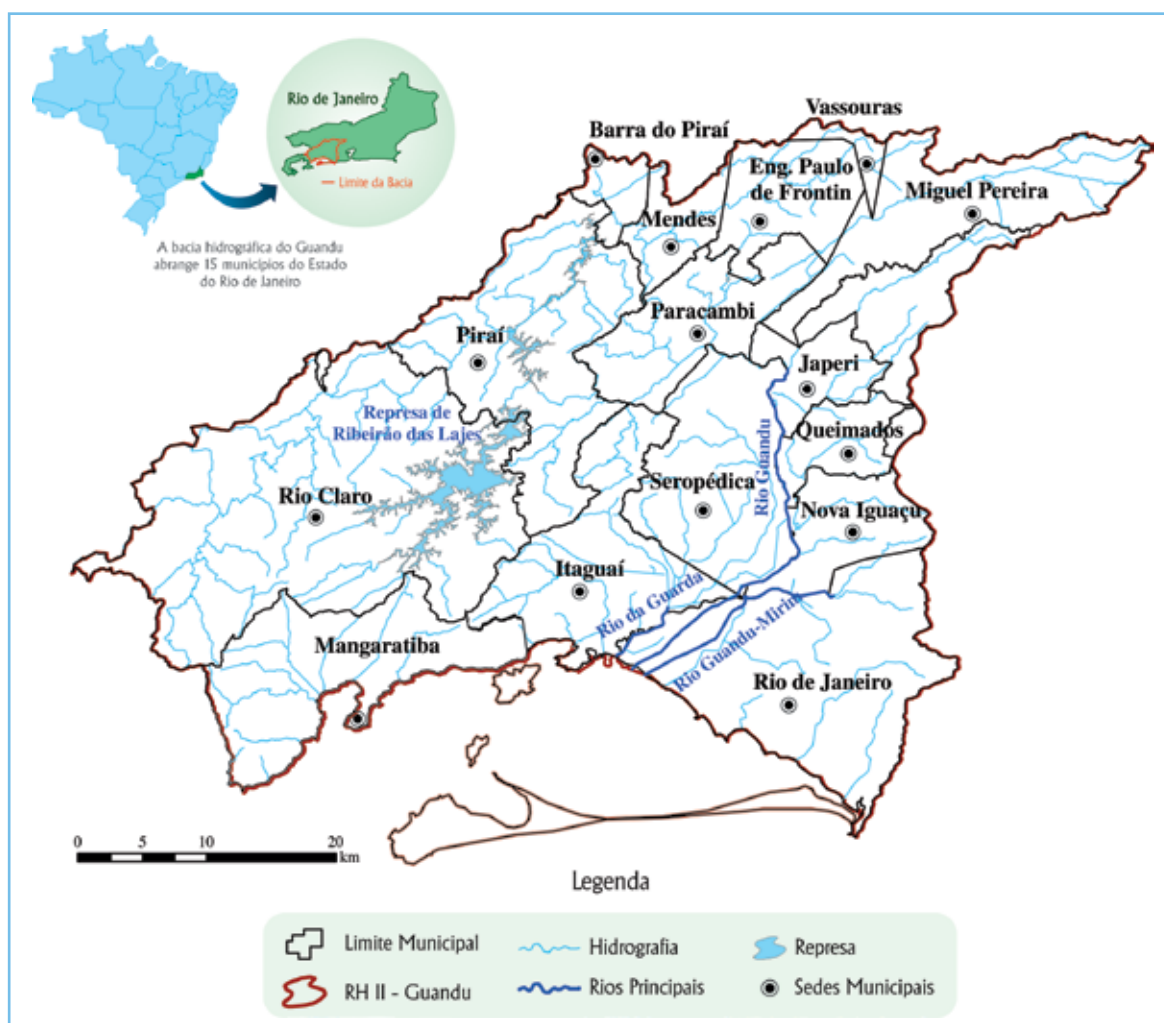 Rio de Janeiro
Limite da Bacia
A bacia hidrográfica do Guandu
abrange 15 municípios do Estado
do Rio de Janeiro
Vassouras
Barra do Piraí
Eng. Paulo
de Frontin
Miguel Pereira
Mendes
Paracambi
Piraí
Japeri
Represa de
Ribeirão das Lajes
Queimados
Rio Guandu
Seropédica
Rio Claro
Nova Iguaçu
Itaguaí
Rio da Guarda
Mangaratiba
Rio Guandu-Mirim
Rio de Janeiro
0 5 10 20
km
Legenda
Limite Municipal
Hidrografia
Represa
RH II - Guandu
Rios Principais
Sedes Municipais